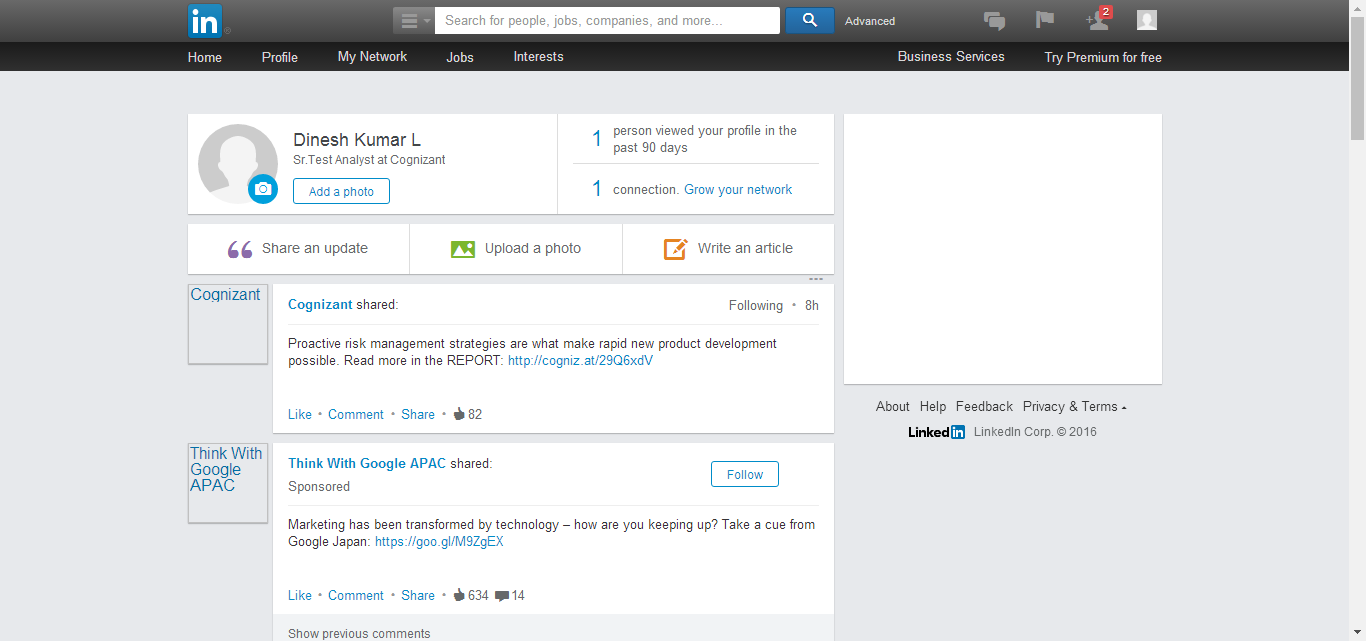 in
Search for people, jobs, companies, and more...
Advanced
2
Home
Profile
My Network
Jobs
Interests
Business Services
Try Premium for free
Dinesh Kumar L
Sr.Test Analyst at Cognizant
Add a photo
1 person viewed your profile in the
past 90 days
1 connection. Grow your network
Share an update
Upload a photo
Write an article
Cognizant
Cognizant shared:
Following • 8h
Proactive risk management strategies are what make rapid new product development
possible. Read more in the REPORT: http://cogniz.at/29Q6xdV
Like • Comment • Share • 82
Think With
Google
APAC
Think With Google APAC shared:
Sponsored
Follow
Marketing has been transformed by technology – how are you keeping up? Take a cue from
Google Japan: https://goo.gl/M9ZgEX
Like • Comment • Share • 634 14
Show previous comments
About Help Feedback Privacy & Terms
Linked in LinkedIn Corp. © 2016